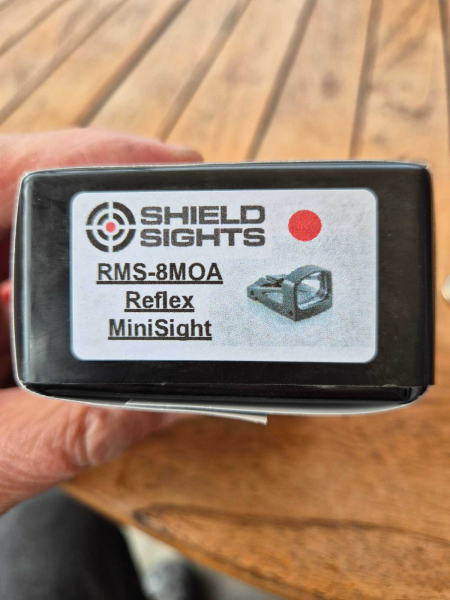 SHIELD
SIGHTS
RMS-8MOA
Reflex
MiniSight